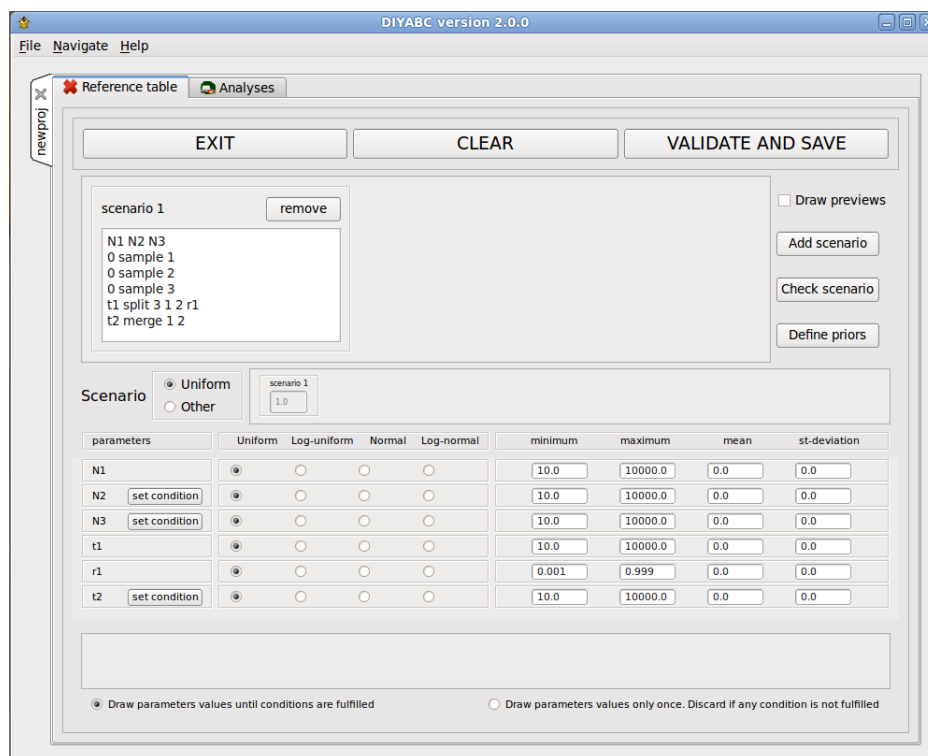 DIYABC version 2.0.0
File Navigate Help
newproj
Reference table Analyses
EXIT CLEAR VALIDATE AND SAVE
scenario 1 remove
N1 N2 N3
0 sample 1
0 sample 2
0 sample 3
t1 split 3 1 2 r1
t2 merge 1 2
Draw previews
Add scenario
Check scenario
Define priors
Scenario
Uniform
Other
scenario 1
1.0
parameters Uniform Log-uniform Normal Log-normal minimum maximum mean st-deviation
N1 10.0 10000.0 0.0 0.0
N2 set condition 10.0 10000.0 0.0 0.0
N3 set condition 10.0 10000.0 0.0 0.0
t1 10.0 10000.0 0.0 0.0
r1 0.001 0.999 0.0 0.0
t2 set condition 10.0 10000.0 0.0 0.0
Draw parameters values until conditions are fulfilled Draw parameters values only once. Discard if any condition is not fulfilled